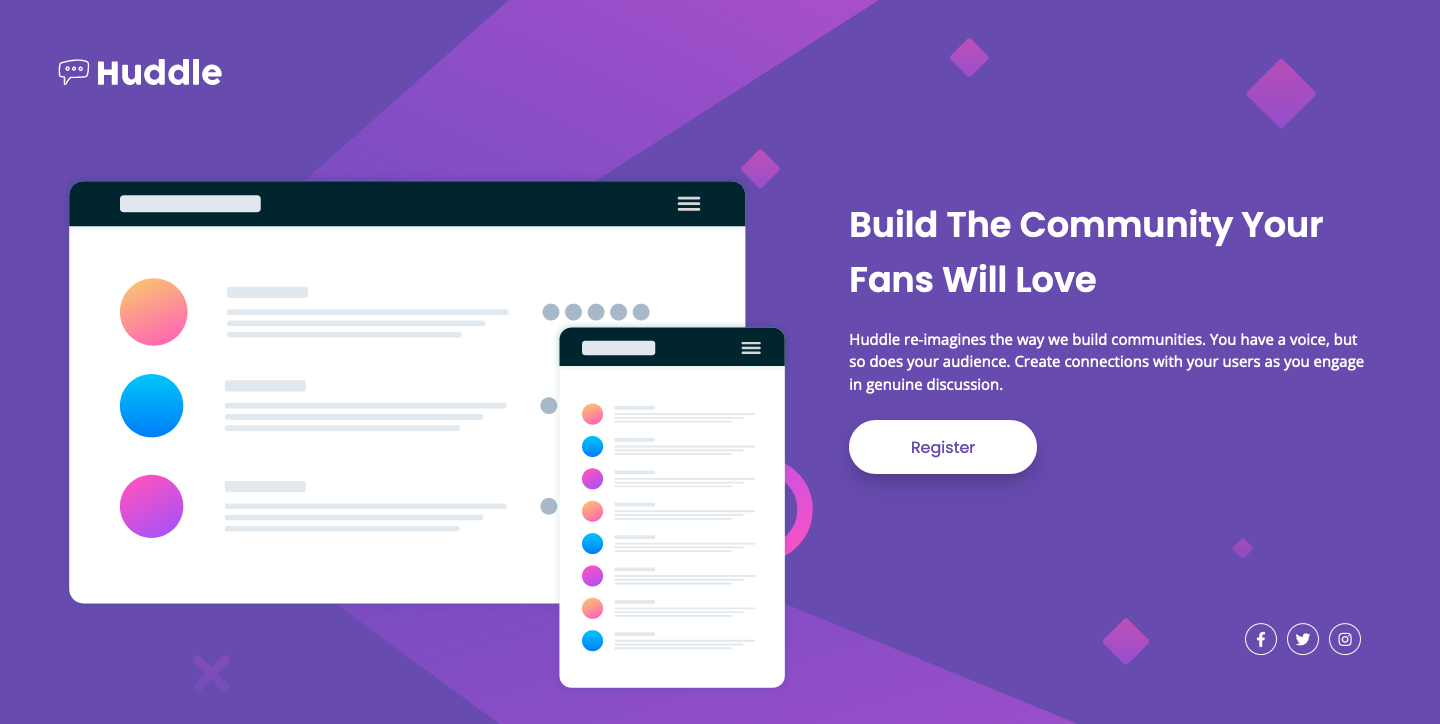 Huddle
Build The Community Your
Fans Will Love
Huddle re-imagines the way we build communities. You have a voice, but
so does your audience. Create connections with your users as you engage
in genuine discussion.
Register